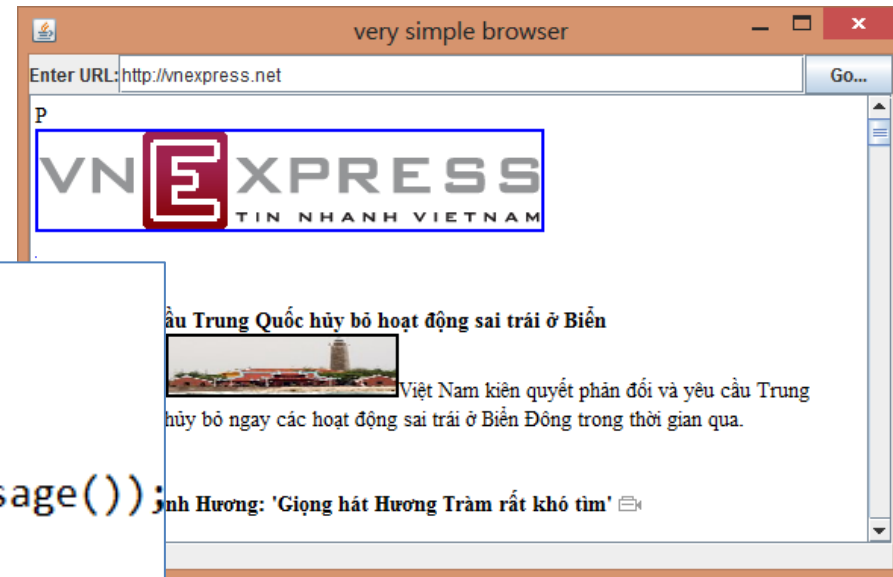 very simple browser
Enter URL: http://vnexpress.net Go...
P
VNEXPRESS
TIN NHANH VIETNAM
ầu Trung Quốc hủy bỏ hoạt động sai trái ở Biển
Việt Nam kiên quyết phản đối và yêu cầu Trung
hủy bỏ ngay các hoạt động sai trái ở Biển Đông trong thời gian qua.
sage());
nh Hương: 'Giọng hát Hương Tràm rất khó tìm'